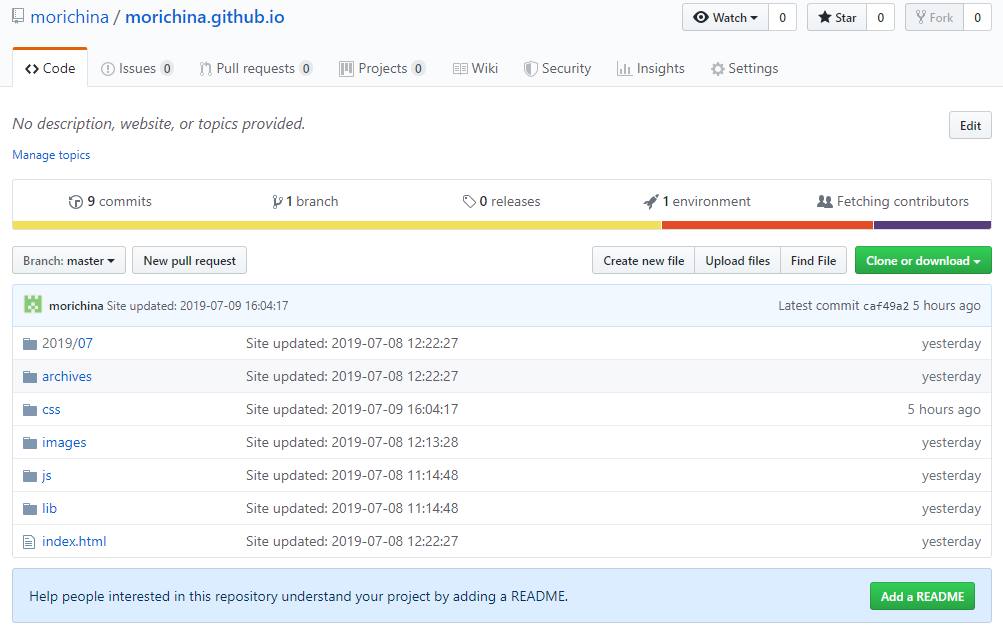 morichina / morichina.github.io
Watch 0 Star 0 Fork 0
Code Issues 0 Pull requests 0 Projects 0 Wiki Security Insights Settings
No description, website, or topics provided.
Edit
Manage topics
9 commits 1 branch 0 releases 1 environment Fetching contributors
Branch: master New pull request Create new file Upload files Find File Clone or download
morichina Site updated: 2019-07-09 16:04:17 Latest commit caf49a2 5 hours ago
2019/07 Site updated: 2019-07-08 12:22:27 yesterday
archives Site updated: 2019-07-08 12:22:27 yesterday
css Site updated: 2019-07-09 16:04:17 5 hours ago
images Site updated: 2019-07-08 12:13:28 yesterday
js Site updated: 2019-07-08 11:14:48 yesterday
lib Site updated: 2019-07-08 11:14:48 yesterday
index.html Site updated: 2019-07-08 12:22:27 yesterday
Help people interested in this repository understand your project by adding a README. Add a README